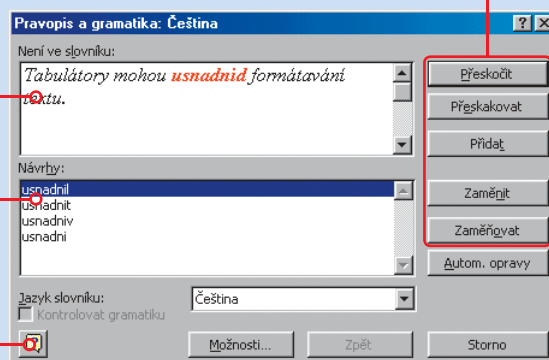 Pravopis a gramatika: Čeština
Není ve slovníku:
Tabulátory mohou usnadnid formátavání
textu.
Návrhy:
usnadnil
usnadnit
usnadniv
usnadni
Jazyk slovníku:
Čeština
Kontrolovat gramatiku
Možnosti...
Zpět
Přeskočit
Přeskakovat
Přidat
Zaměnit
Zaměňovat
Autom. opravy
Storno